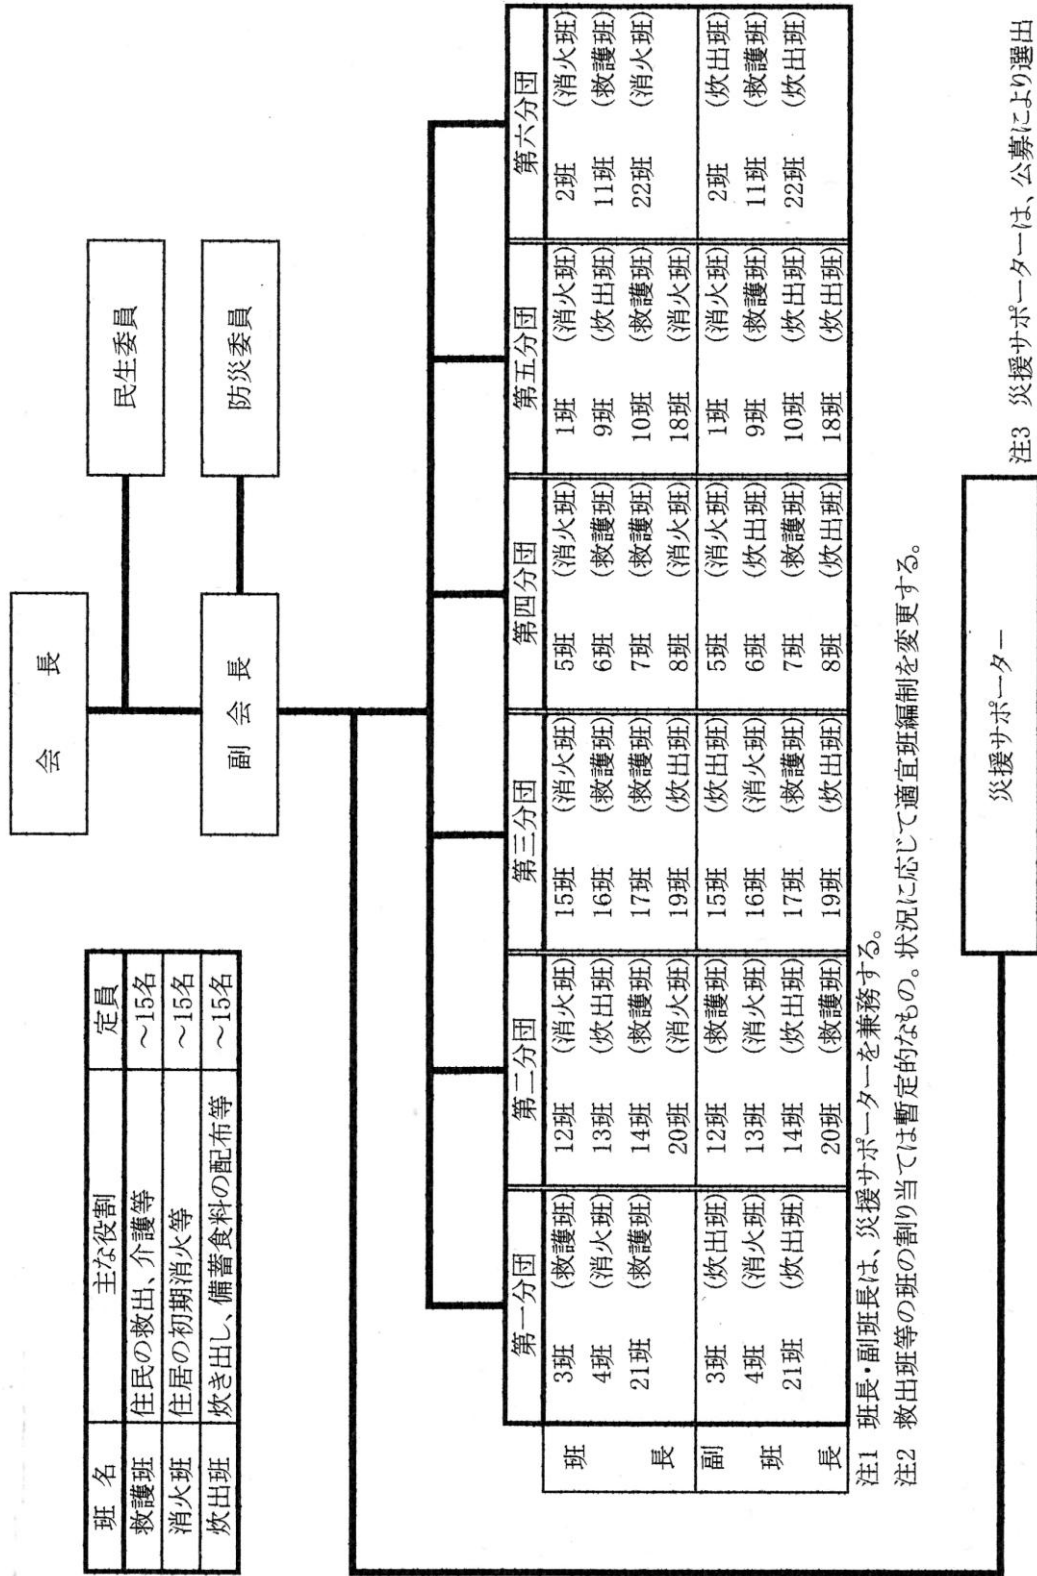 会　長
民生委員
副 会 長
防災委員
班 名　主な役割　定員
救護班　住民の救出、介護等　～15名
消火班　住居の初期消火等　～15名
炊出班　炊き出し、備蓄食料の配布等　～15名
第一分団　第二分団　第三分団　第四分団　第五分団　第六分団
班長
3班 (救護班)　12班 (消火班)　15班 (消火班)　5班 (消火班)　1班 (消火班)　2班 (消火班)
4班 (消火班)　13班 (炊出班)　16班 (救護班)　6班 (救護班)　9班 (炊出班)　11班 (救護班)
21班 (救護班)　14班 (救護班)　17班 (救護班)　7班 (救護班)　10班 (救護班)　22班 (消火班)
20班 (消火班)　19班 (炊出班)　8班 (消火班)　18班 (消火班)
副班長
3班 (炊出班)　12班 (救護班)　15班 (炊出班)　5班 (消火班)　1班 (消火班)　2班 (炊出班)
4班 (消火班)　13班 (消火班)　16班 (消火班)　6班 (炊出班)　9班 (救護班)　11班 (救護班)
21班 (炊出班)　14班 (炊出班)　17班 (救護班)　7班 (救護班)　10班 (炊出班)　22班 (炊出班)
20班 (救護班)　19班 (炊出班)　8班 (炊出班)　18班 (炊出班)
注1　班長・副班長は、災援サポーターを兼務する。
注2　救出班等の班の割り当ては暫定的なもの。状況に応じて適宜班編制を変更する。
災援サポーター
注3　災援サポーターは、公募により選出